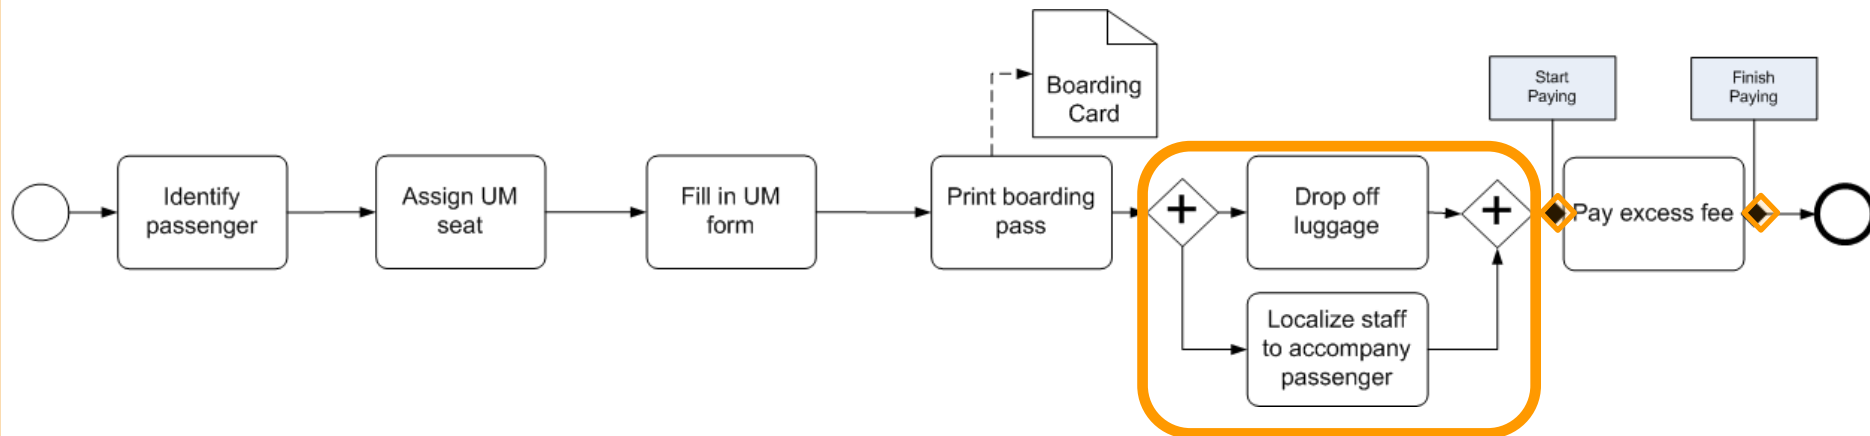 Identify
passenger
Assign UM
seat
Fill in UM
form
Print boarding
pass
Boarding
Card
Drop off
luggage
Localize staff
to accompany
passenger
Start
Paying
Pay excess fee
Finish
Paying